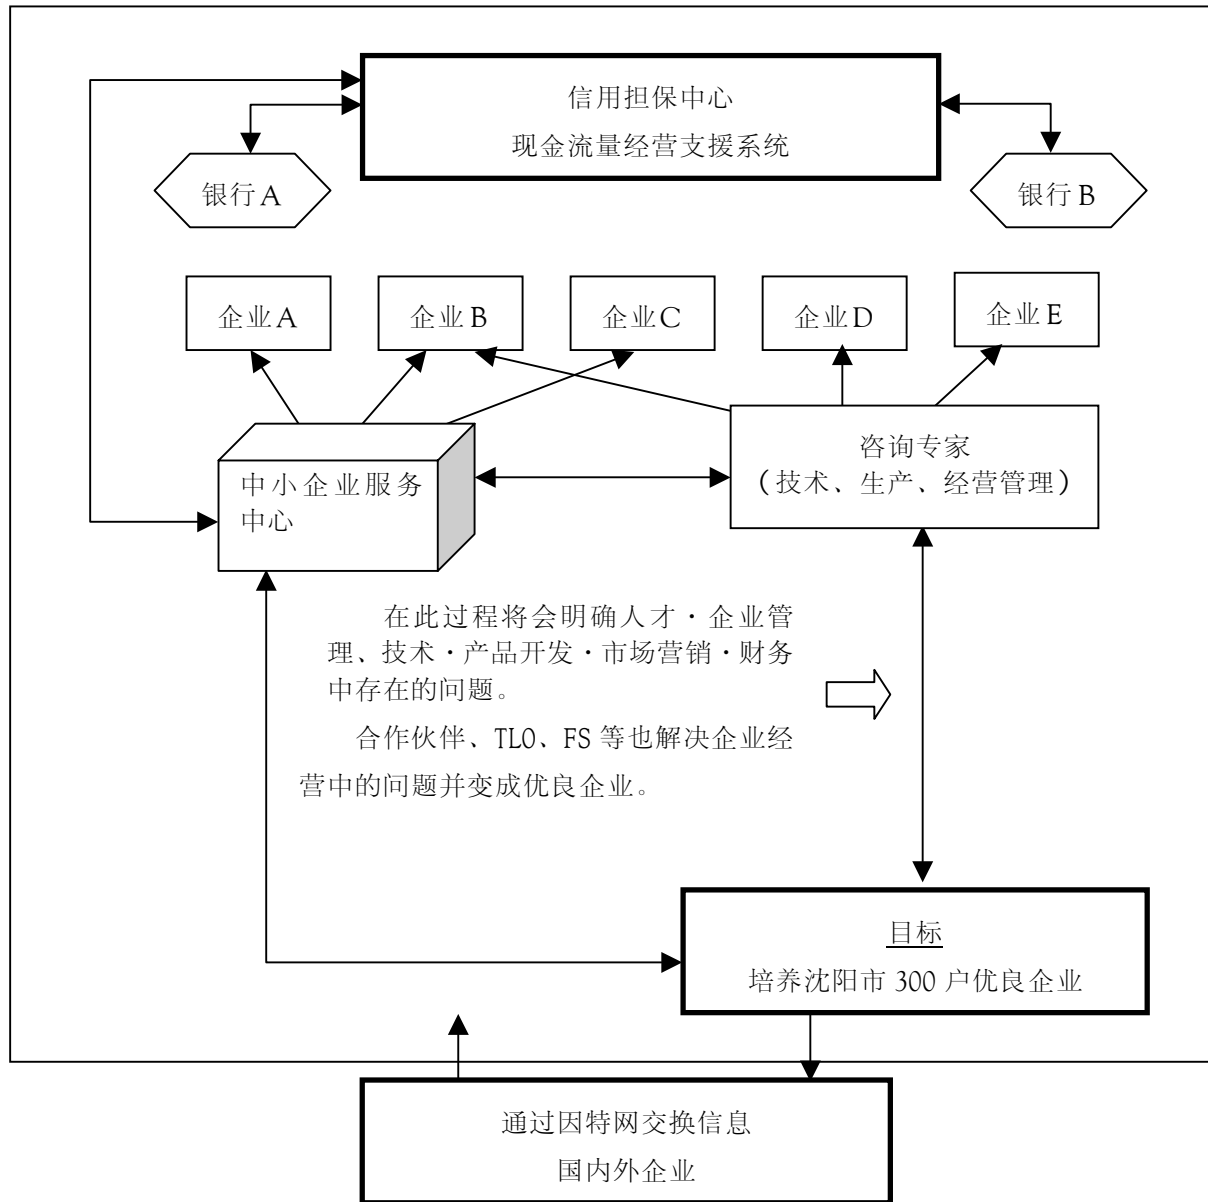 信用担保中心
现金流量经营支援系统
银行A
银行B
企业A
企业B
企业C
企业D
企业E
咨询专家
（技术、生产、经营管理）
中小企业服务
中心
在此过程将会明确人才・企业管
理、技术・产品开发・市场营销・财务
中存在的问题。
合作伙伴、TLO、FS 等也解决企业经
营中的问题并变成优良企业。
目标
培养沈阳市 300 户优良企业
通过因特网交换信息
国内外企业